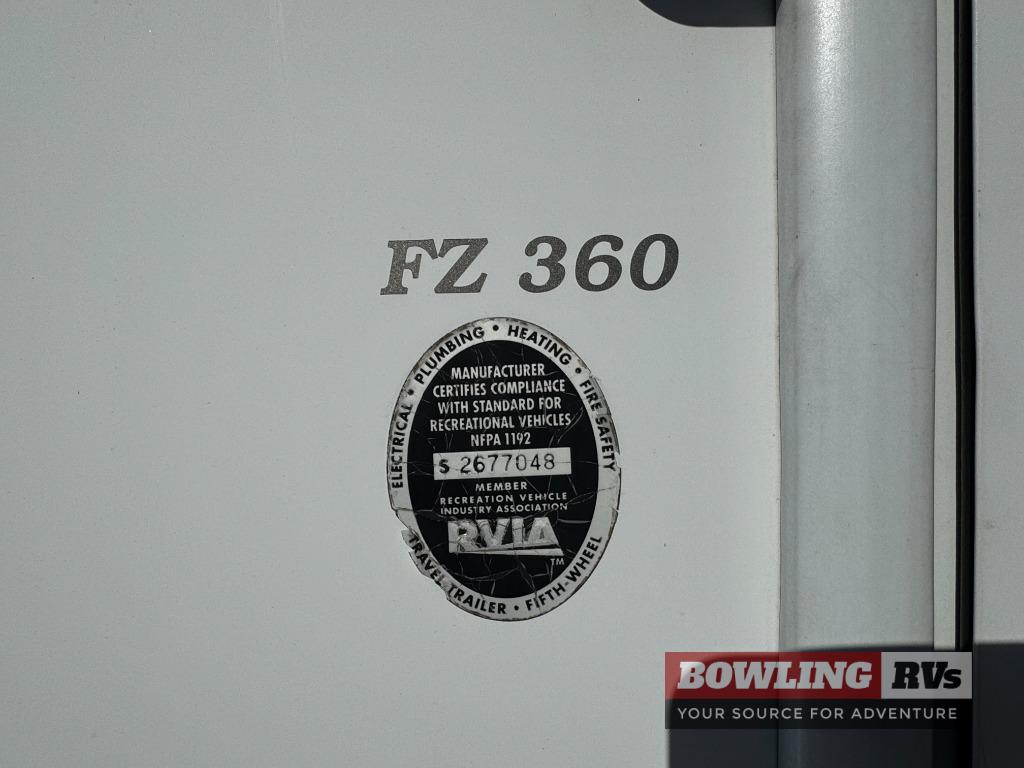 FZ 360
ELECTRICAL • PLUMBING • HEATING • FIRE SAFETY
MANUFACTURER
CERTIFIES COMPLIANCE
WITH STANDARD FOR
RECREATIONAL VEHICLES
NFPA 1192
S 2677048
MEMBER
RECREATION VEHICLE
INDUSTRY ASSOCIATION
RVIA
TM
TRAVEL TRAILER • FIFTH-WHEEL
BOWLING RVs
YOUR SOURCE FOR ADVENTURE